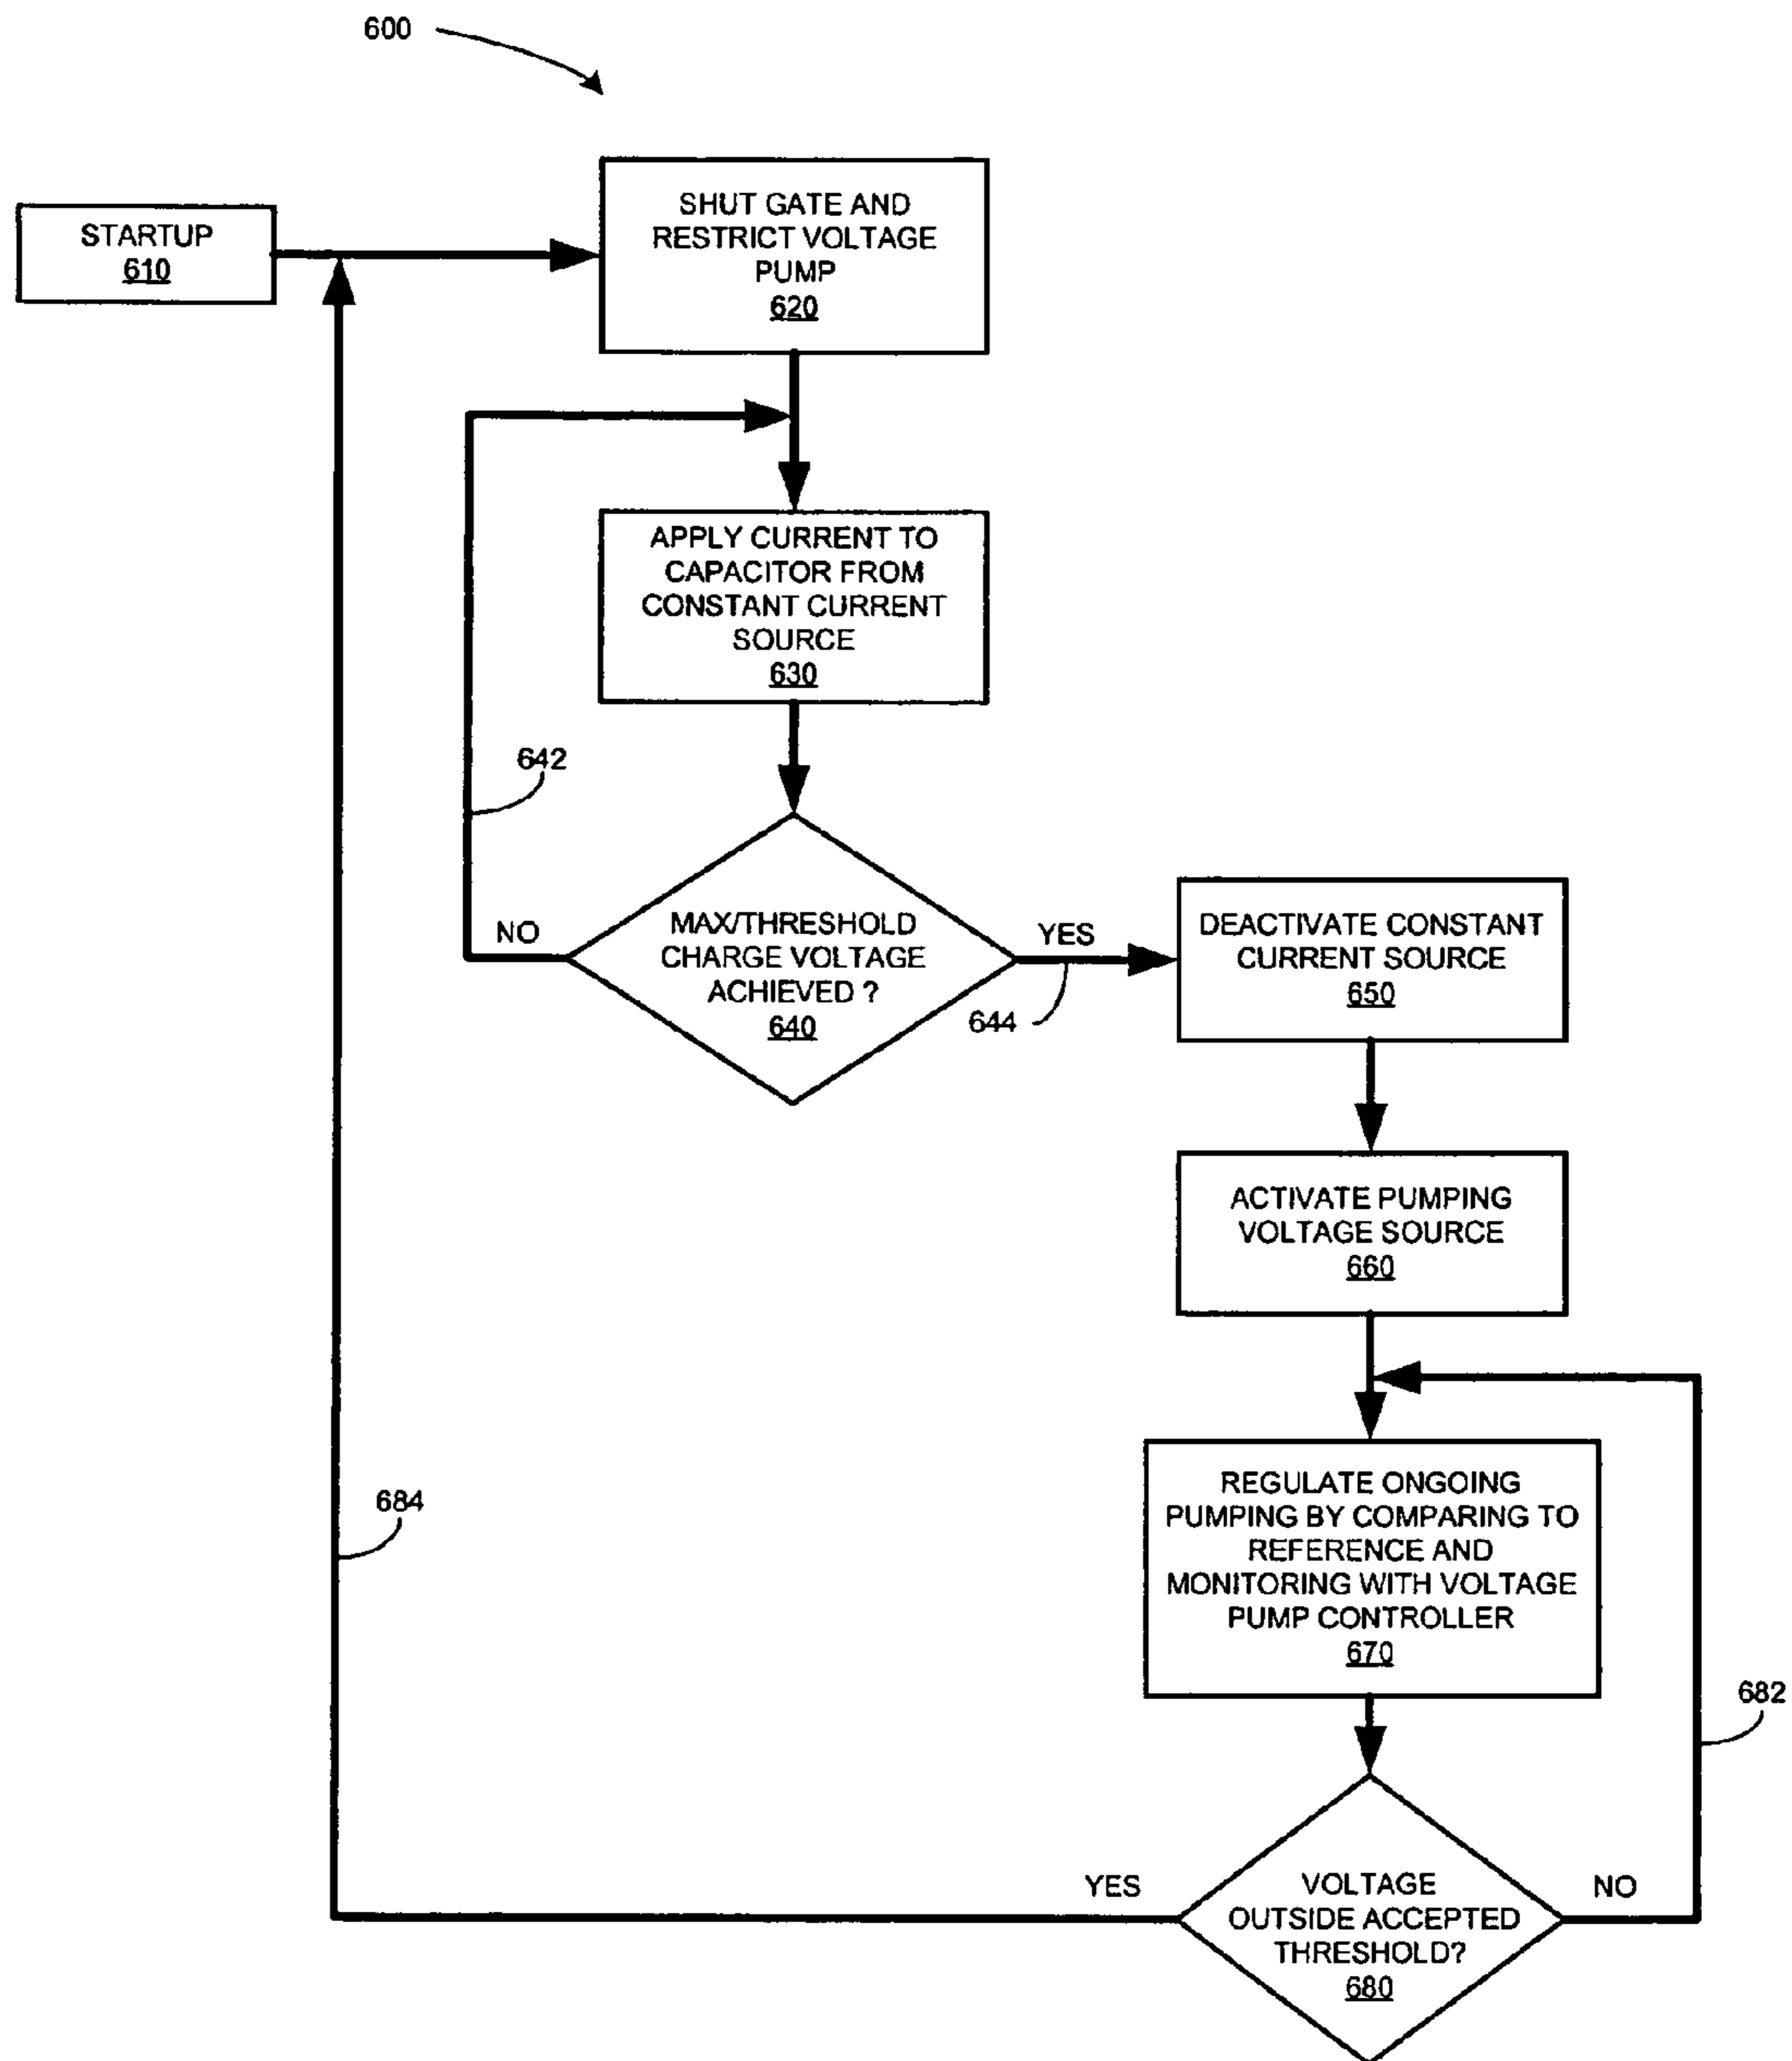 600
STARTUP
610
SHUT GATE AND
RESTRICT VOLTAGE
PUMP
620
APPLY CURRENT TO
CAPACITOR FROM
CONSTANT CURRENT
SOURCE
630
642
NO
MAX/THRESHOLD
CHARGE VOLTAGE
ACHIEVED ?
640
YES
644
DEACTIVATE CONSTANT
CURRENT SOURCE
650
ACTIVATE PUMPING
VOLTAGE SOURCE
660
REGULATE ONGOING
PUMPING BY COMPARING TO
REFERENCE AND
MONITORING WITH VOLTAGE
PUMP CONTROLLER
670
684
682
YES
VOLTAGE
OUTSIDE ACCEPTED
THRESHOLD?
680
NO